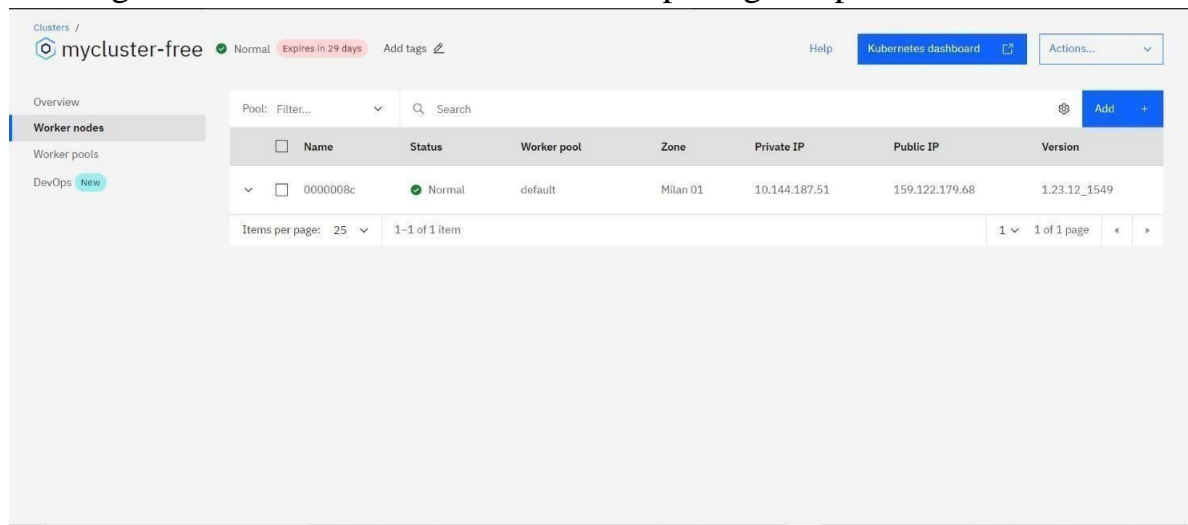 Clusters /
mycluster-free Normal Expires in 29 days Add tags Help Kubernetes dashboard Actions...
Overview
Worker nodes
Worker pools
DevOps New
Pool: Filter... Search Add +
Name Status Worker pool Zone Private IP Public IP Version
0000008c Normal default Milan 01 10.144.187.51 159.122.179.68 1.23.12_1549
Items per page: 25 1–1 of 1 item 1 1 of 1 page